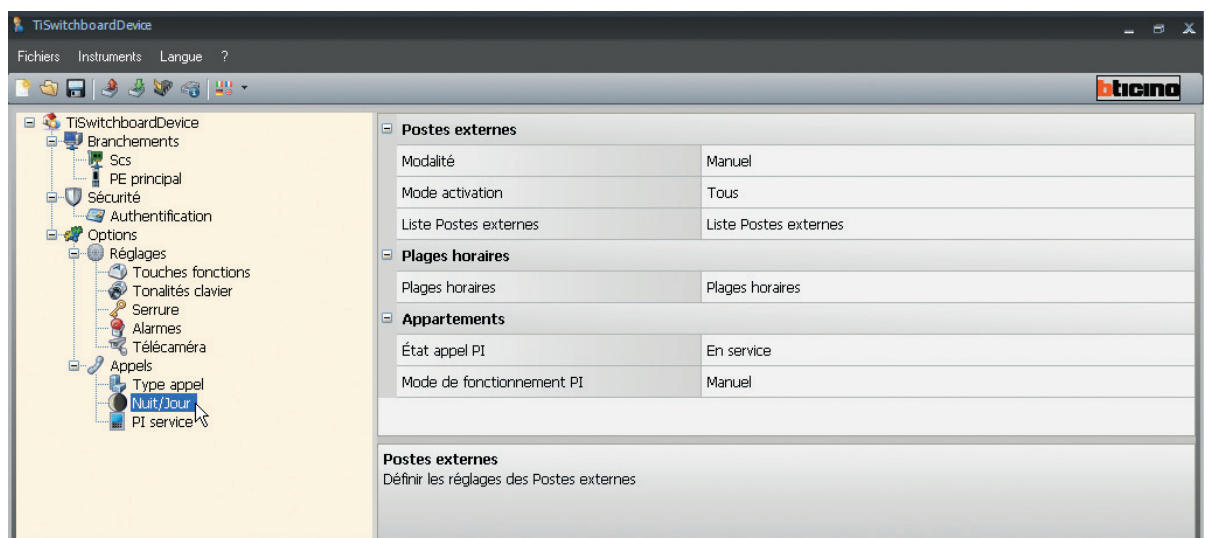 TiSwitchboardDevice
Fichiers Instruments Langue ?
bticino
TiSwitchboardDevice
Branchements
Scs
PE principal
Sécurité
Authentification
Options
Réglages
Touches fonctions
Tonalités clavier
Serrure
Alarmes
Télécaméra
Appels
Type appel
Nuit/Jour
PI service
Postes externes
Modalité Manuel
Mode activation Tous
Liste Postes externes Liste Postes externes
Plages horaires
Plages horaires Plages horaires
Appartements
État appel PI En service
Mode de fonctionnement PI Manuel
Postes externes
Définir les réglages des Postes externes